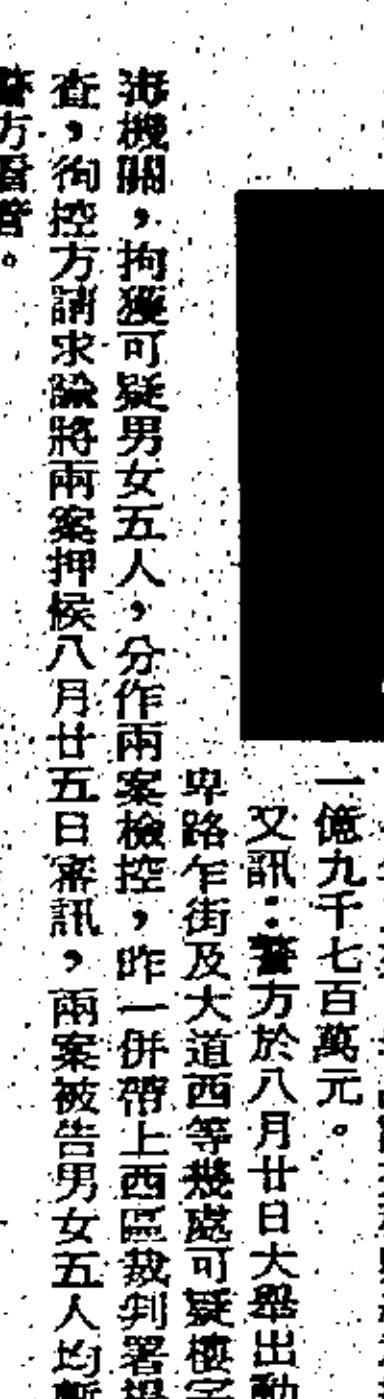 一億九千七百萬元。
又訊：警方於八月廿日大舉出動
卑路乍街及大道西等幾處可疑樓字
海機關，拘獲可疑男女五人，分作兩案檢控，昨一併帶上西區裁判署提
查，徇控方請求諭將兩案押候八月廿五日審訊，兩案被告男女五人均暫
警方看管。